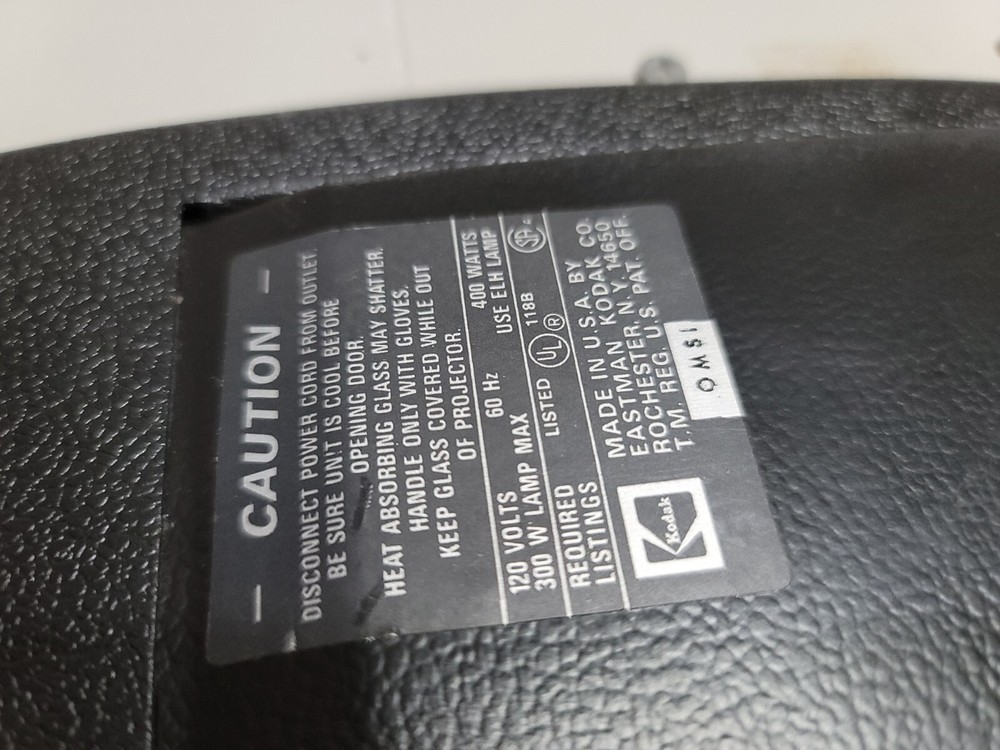 — CAUTION —
DISCONNECT POWER CORD FROM OUTLET.
BE SURE UNIT IS COOL BEFORE
OPENING DOOR.
HEAT ABSORBING GLASS MAY SHATTER.
HANDLE ONLY WITH GLOVES.
KEEP GLASS COVERED WHILE OUT
OF PROJECTOR.
120 VOLTS 60 Hz 400 WATTS
300 W LAMP MAX USE ELH LAMP
REQUIRED
LISTINGS
LISTED UL ® 118B
MADE IN U.S.A. BY
EASTMAN KODAK CO.
ROCHESTER, N.Y. 14650
T.M. REG. U.S. PAT. OFF.
Kodak
OMSI